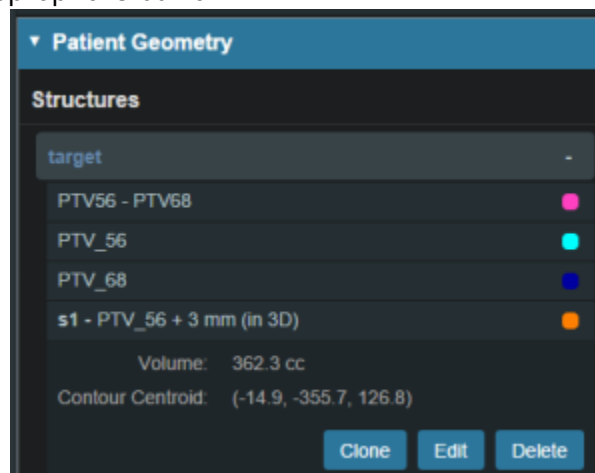 Patient Geometry
Structures
target -
PTV56 - PTV68
PTV_56
PTV_68
s1 - PTV_56 + 3 mm (in 3D)
Volume: 362.3 cc
Contour Centroid: (-14.9, -355.7, 126.8)
Clone Edit Delete